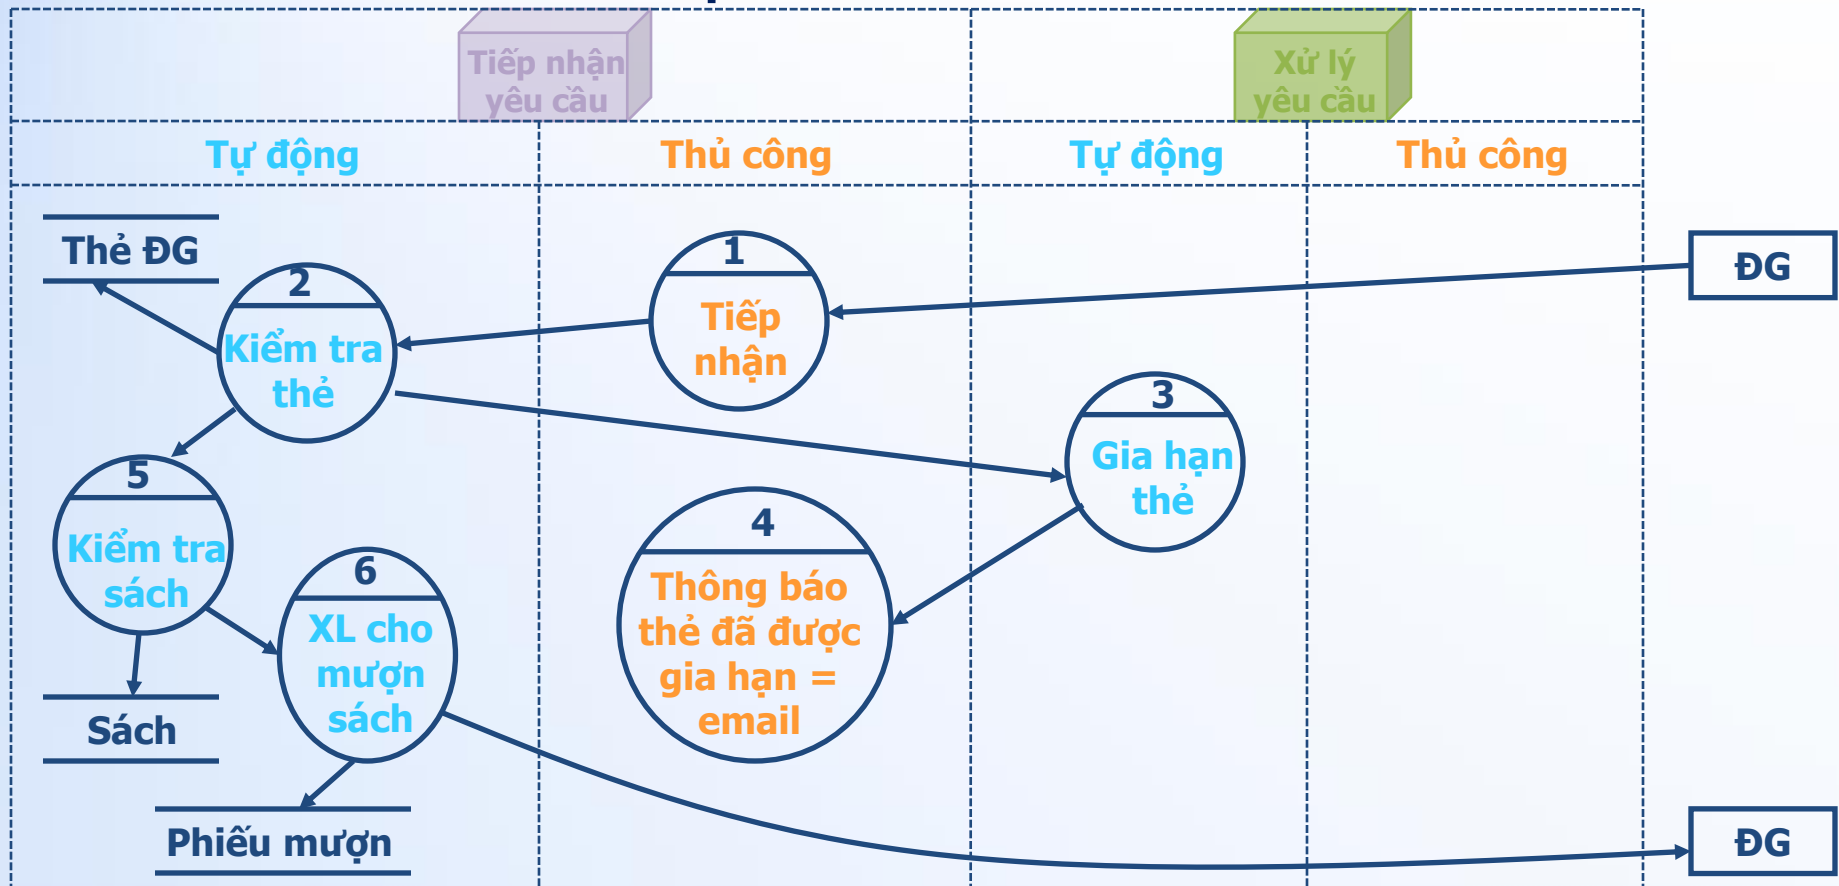 Tiếp nhận
yêu cầu
Xử lý
yêu cầu
Tự động
Thủ công
Tự động
Thủ công
Thẻ ĐG
2
Kiểm tra
thẻ
1
Tiếp
nhận
ĐG
3
Gia hạn
thẻ
5
Kiểm tra
sách
6
XL cho
mượn
sách
4
Thông báo
thẻ đã được
gia hạn =
email
Sách
Phiếu mượn
ĐG